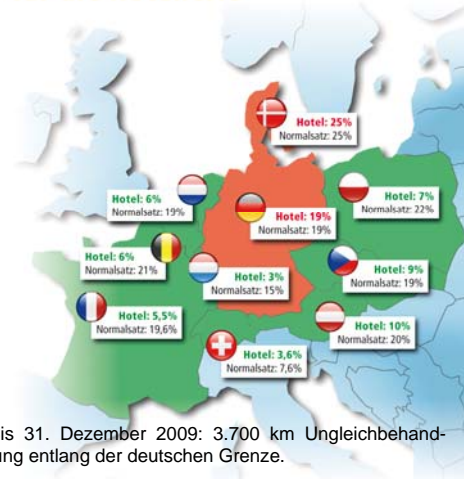 Hotel: 25%
Normalsatz: 25%
Hotel: 6%
Normalsatz: 19%
Hotel: 19%
Normalsatz: 19%
Hotel: 7%
Normalsatz: 22%
Hotel: 6%
Normalsatz: 21%
Hotel: 3%
Normalsatz: 15%
Hotel: 9%
Normalsatz: 19%
Hotel: 5,5%
Normalsatz: 19,6%
Hotel: 10%
Normalsatz: 20%
Hotel: 3,6%
Normalsatz: 7,6%
is 31. Dezember 2009: 3.700 km Ungleichbehand-
ung entlang der deutschen Grenze.